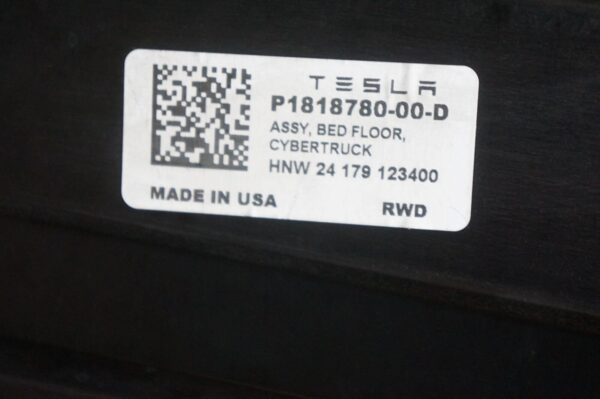 TESLA
P1818780-00-D
ASSY, BED FLOOR,
CYBERTRUCK
HNW 24 179 123400
MADE IN USA
RWD